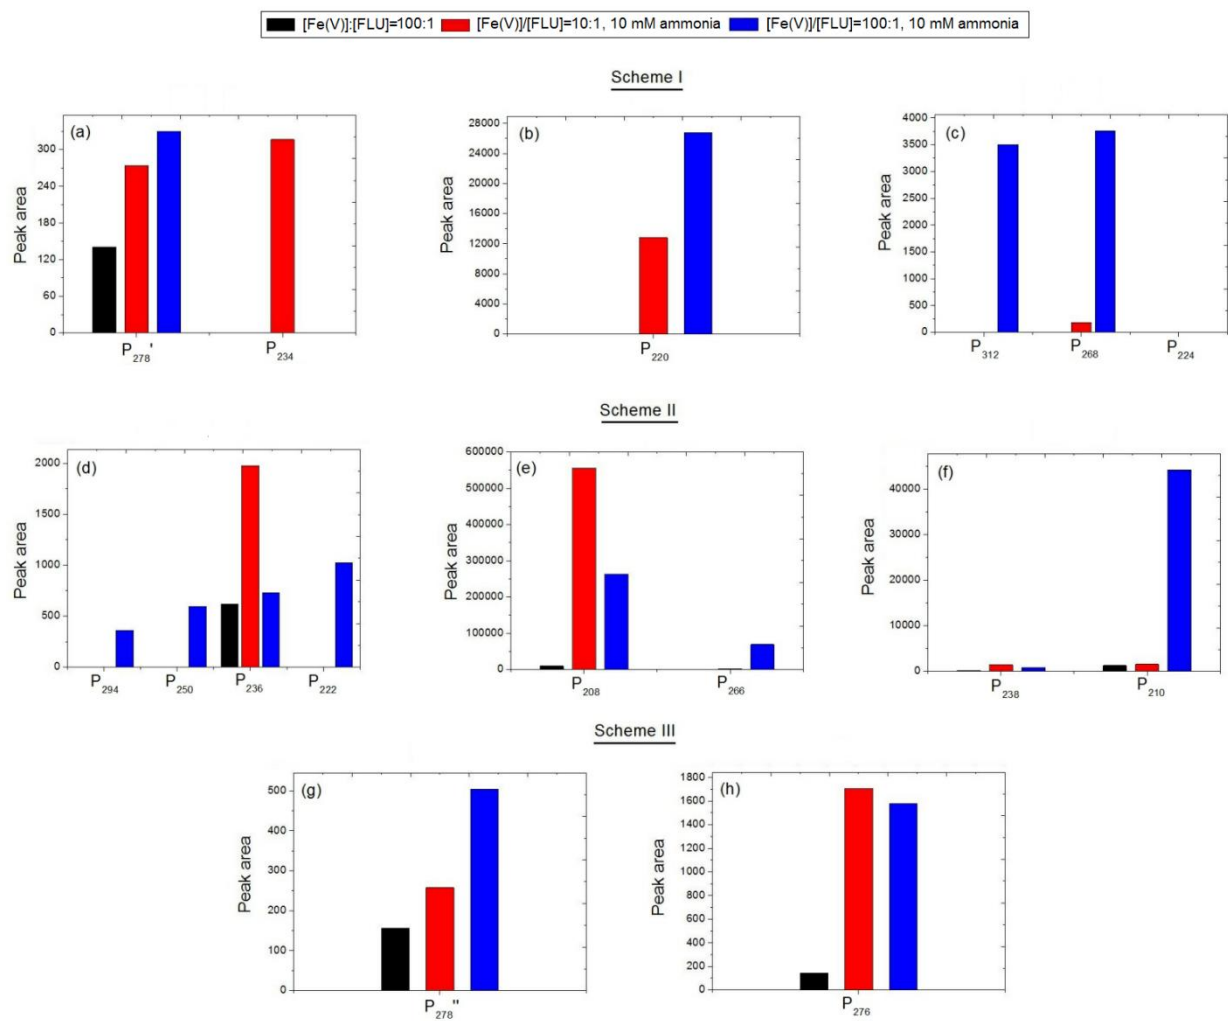 [Fe(V)]:[FLU]=100:1 [Fe(V)]/[FLU]=10:1, 10 mM ammonia [Fe(V)]/[FLU]=100:1, 10 mM ammonia
Scheme I
(a)
Peak area
300
240
180
120
60
0
P278' P234
(b)
Peak area
28000
24000
20000
16000
12000
8000
4000
0
P220
(c)
Peak area
4000
3500
3000
2500
2000
1500
1000
500
0
P312 P268 P224
Scheme II
(d)
Peak area
2000
1500
1000
500
0
P294 P250 P236 P222
(e)
Peak area
600000
500000
400000
300000
200000
100000
0
P208 P266
(f)
Peak area
40000
30000
20000
10000
0
P238 P210
Scheme III
(g)
Peak area
500
400
300
200
100
0
P278"
(h)
Peak area
1800
1600
1400
1200
1000
800
600
400
200
0
P276